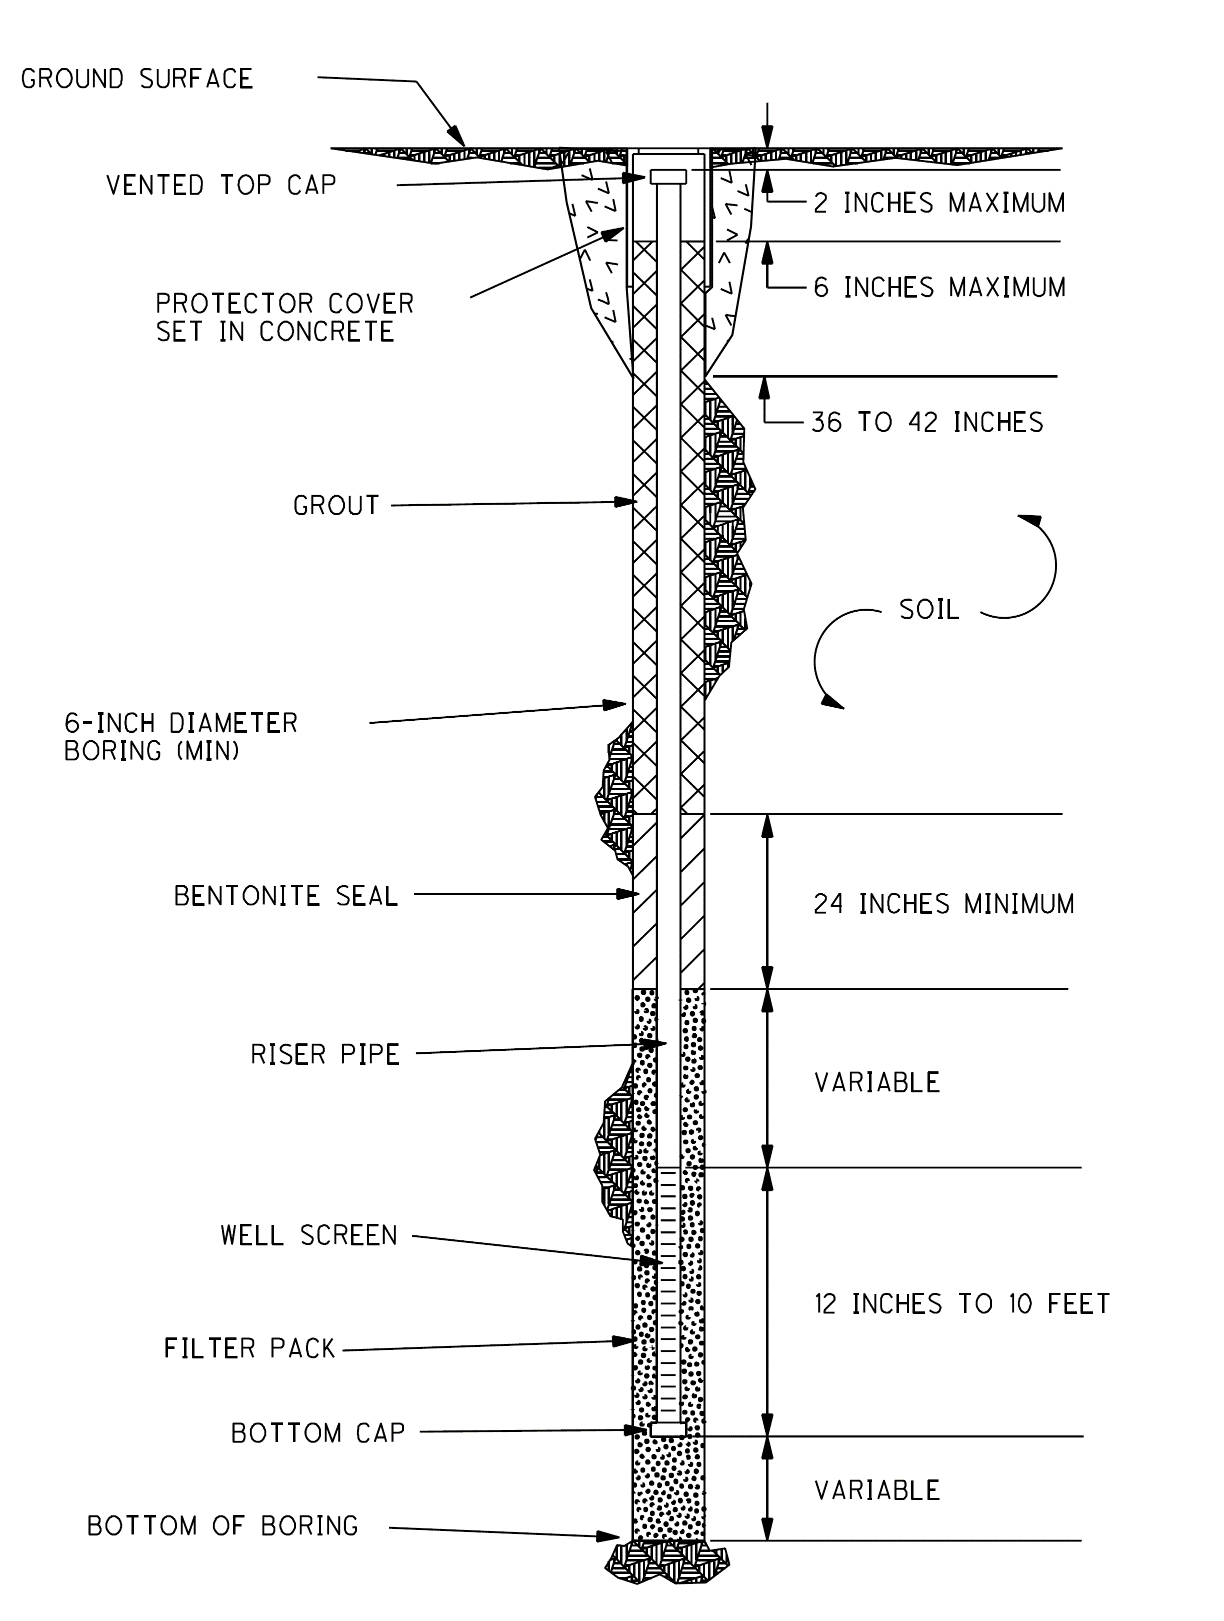 GROUND SURFACE
VENTED TOP CAP
2 INCHES MAXIMUM
6 INCHES MAXIMUM
PROTECTOR COVER
SET IN CONCRETE
36 TO 42 INCHES
GROUT
SOIL
6-INCH DIAMETER
BORING (MIN)
BENTONITE SEAL
24 INCHES MINIMUM
RISER PIPE
VARIABLE
WELL SCREEN
12 INCHES TO 10 FEET
FILTER PACK
BOTTOM CAP
VARIABLE
BOTTOM OF BORING